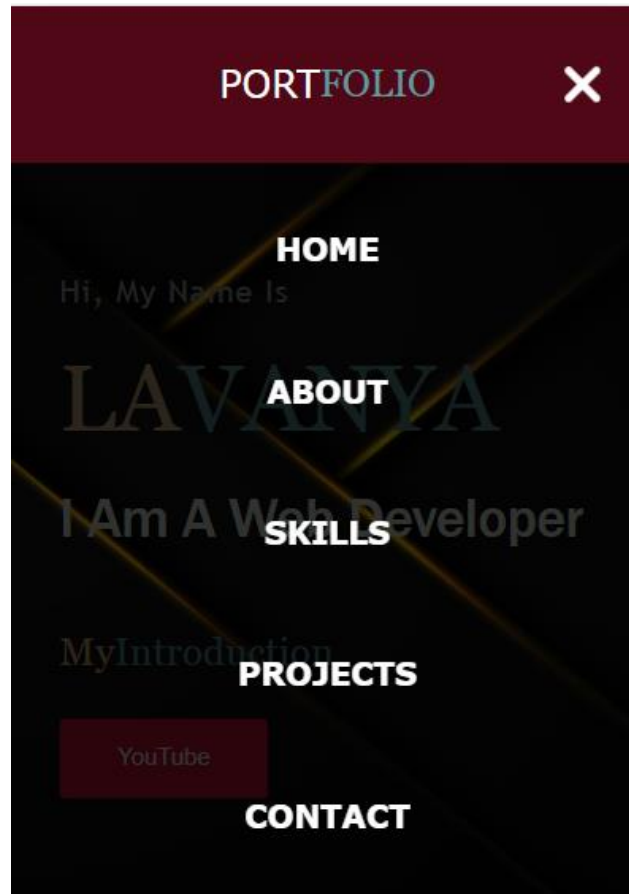 PORTFOLIO
HOME
Hi, My Name Is
ABOUT
LAVANYA
I Am A Web Developer
SKILLS
MyIntroduction
PROJECTS
YouTube
CONTACT